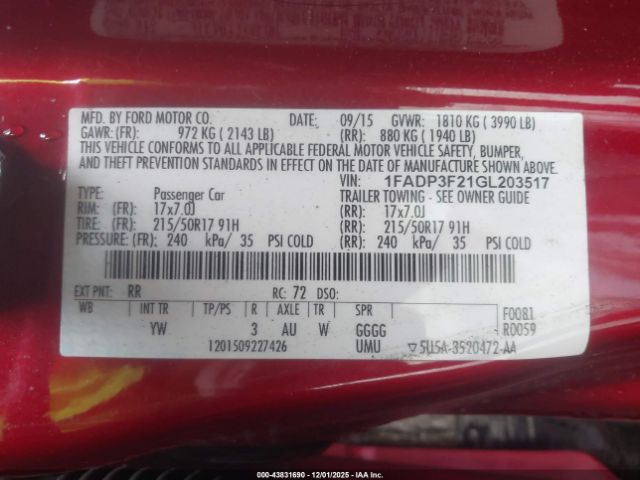 MFD. BY FORD MOTOR CO. DATE: 09/15 GVWR: 1810 KG ( 3990 LB)
GAWR: (FR): 972 KG ( 2143 LB) (RR): 880 KG ( 1940 LB)
THIS VEHICLE CONFORMS TO ALL APPLICABLE FEDERAL MOTOR VEHICLE SAFETY, BUMPER, AND
THEFT PREVENTION STANDARDS IN EFFECT ON THE DATE OF MANUFACTURE SHOWN ABOVE.
VIN: 1FADP3F21GL203517
TYPE: Passenger Car TRAILER TOWING - SEE OWNER GUIDE
RIM: (FR): 17x7.0J (RR): 17x7.0J
TIRE: (FR): 215/50R17 91H (RR): 215/50R17 91H
PRESSURE: (FR): 240 kPa/ 35 PSI COLD (RR): 240 kPa/ 35 PSI COLD
EXT PNT: RR RC: 72 DSO:
WB INT TR TP/PS R AXLE TR SPR F0081
YW 3 AU W GGGG R0059
1201509227426 UMU ▽5U5A-3520472-AA
000-43831690 - 12/01/2025 - IAAI.COM